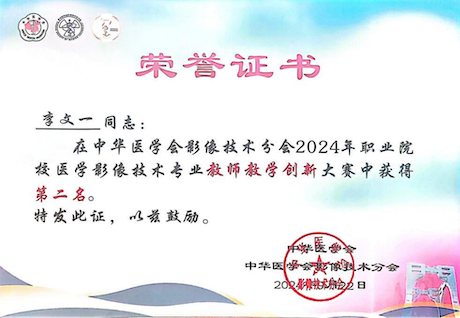 荣誉证书
李文一 同志：
在中华医学会影像技术分会2024年职业院
校医学影像技术专业教师教学创新大赛中获得
第二名。
特发此证，以兹鼓励。
中华医学会
中华医学会影像技术分会